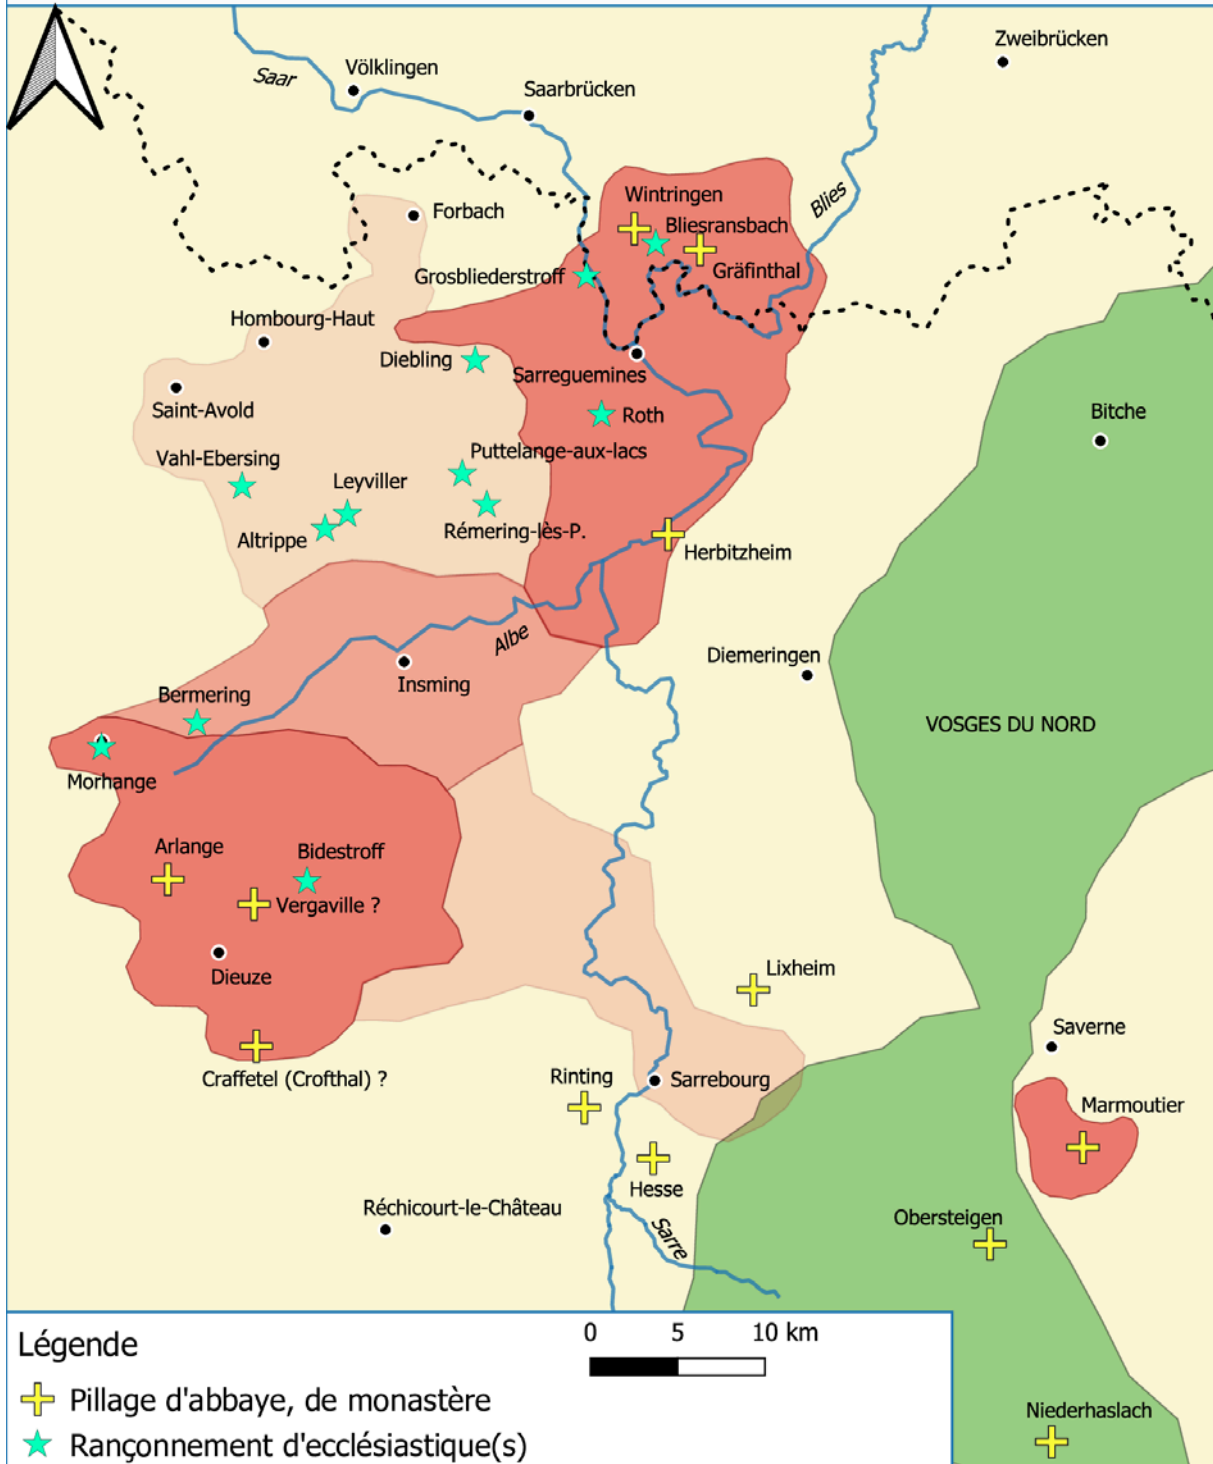 Zweibrücken
Völklingen
Saar
Saarbrücken
Wintringen
Blies
Forbach
Bliesransbach
Grosbliederstroff
Gräfinthal
Hombourg-Haut
Diebling
Sarreguemines
Saint-Avold
Roth
Bitche
Puttelange-aux-lacs
Vahl-Ebersing
Leyviller
Rémering-lès-P.
Altrippe
Herbitzheim
Albe
Diemeringen
Insming
Bermering
VOSGES DU NORD
Morhange
Arlange
Bidestroff
Vergaville ?
Dieuze
Lixheim
Saverne
Craffetel (Crofthal) ?
Rinting
Sarrebourg
Marmoutier
Hesse
Réchicourt-le-Château
Obersteigen
Sarre
Légende
0 5 10 km
Pillage d'abbaye, de monastère
Niederhaslach
Rançonnement d'ecclésiastique(s)